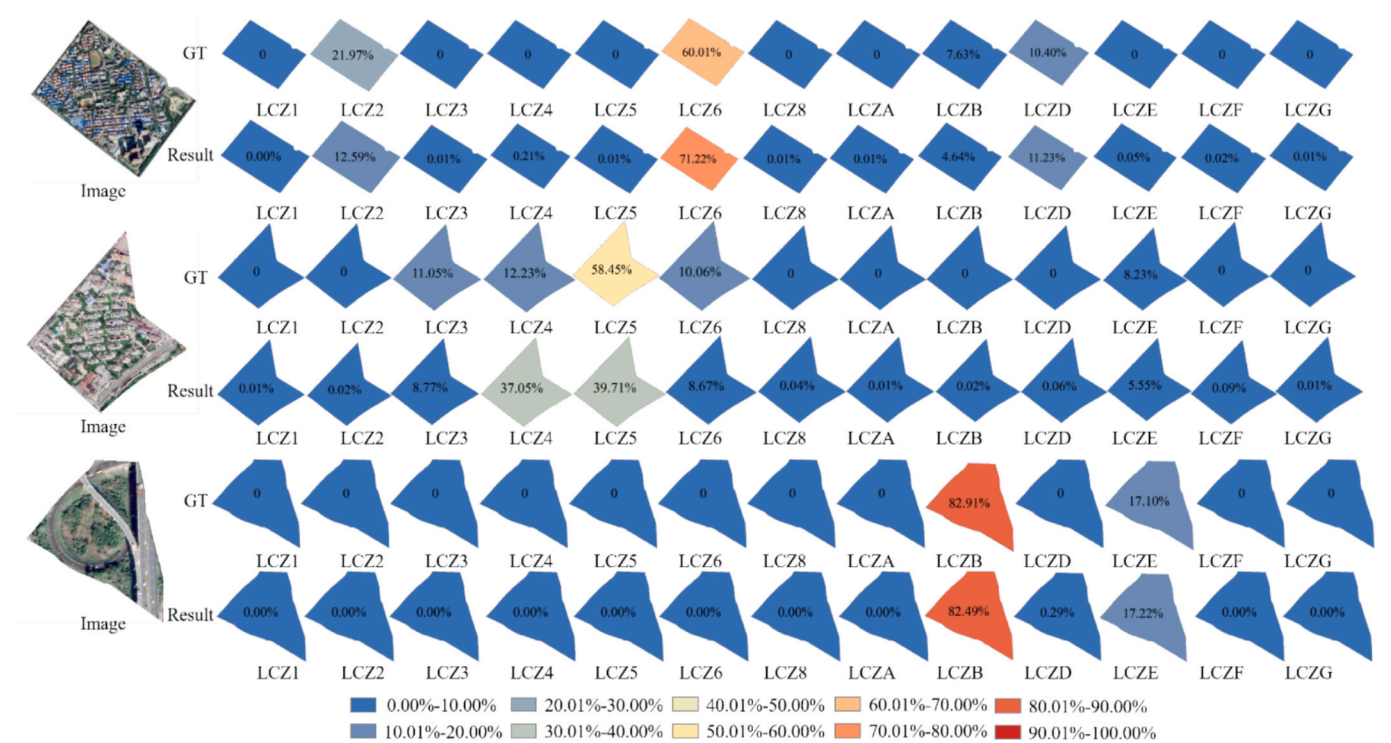 GT 0 21.97% 0 0 0 60.01% 0 0 7.63% 10.40% 0 0 0
LCZ1 LCZ2 LCZ3 LCZ4 LCZ5 LCZ6 LCZ8 LCZA LCZB LCZD LCZE LCZF LCZG
Result 0.00% 12.59% 0.01% 0.21% 0.01% 71.22% 0.01% 0.01% 4.64% 11.23% 0.05% 0.02% 0.01%
Image
LCZ1 LCZ2 LCZ3 LCZ4 LCZ5 LCZ6 LCZ8 LCZA LCZB LCZD LCZE LCZF LCZG
GT 0 0 11.05% 12.23% 58.45% 10.06% 0 0 0 0 8.23% 0 0
LCZ1 LCZ2 LCZ3 LCZ4 LCZ5 LCZ6 LCZ8 LCZA LCZB LCZD LCZE LCZF LCZG
Result 0.01% 0.02% 8.77% 37.05% 39.71% 8.67% 0.04% 0.01% 0.02% 0.06% 5.55% 0.09% 0.01%
Image
LCZ1 LCZ2 LCZ3 LCZ4 LCZ5 LCZ6 LCZ8 LCZA LCZB LCZD LCZE LCZF LCZG
GT 0 0 0 0 0 0 0 0 82.91% 0 17.10% 0 0
LCZ1 LCZ2 LCZ3 LCZ4 LCZ5 LCZ6 LCZ8 LCZA LCZB LCZD LCZE LCZF LCZG
Result 0.00% 0.00% 0.00% 0.00% 0.00% 0.00% 0.00% 0.00% 82.49% 0.29% 17.22% 0.00% 0.00%
Image
LCZ1 LCZ2 LCZ3 LCZ4 LCZ5 LCZ6 LCZ8 LCZA LCZB LCZD LCZE LCZF LCZG
0.00%-10.00% 20.01%-30.00% 40.01%-50.00% 60.01%-70.00% 80.01%-90.00%
10.01%-20.00% 30.01%-40.00% 50.01%-60.00% 70.01%-80.00% 90.01%-100.00%